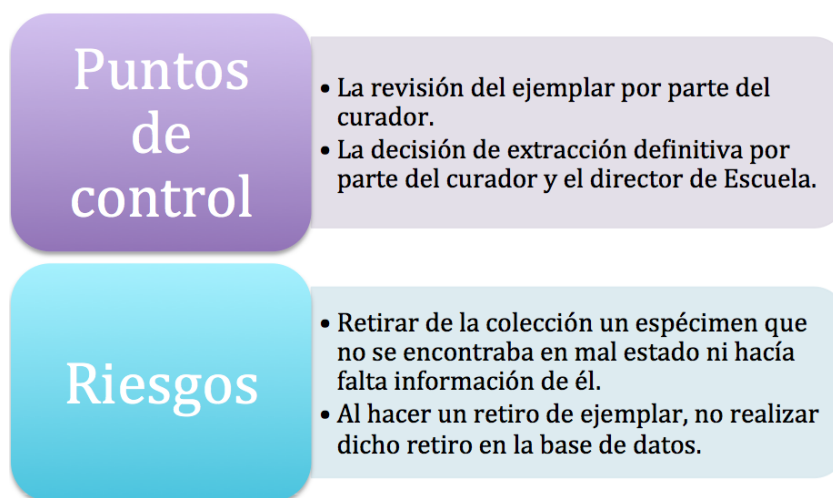 Puntos
de
control
• La revisión del ejemplar por parte del
curador.
• La decisión de extracción definitiva por
parte del curador y el director de Escuela.
Riesgos
• Retirar de la colección un espécimen que
no se encontraba en mal estado ni hacía
falta información de él.
• Al hacer un retiro de ejemplar, no realizar
dicho retiro en la base de datos.